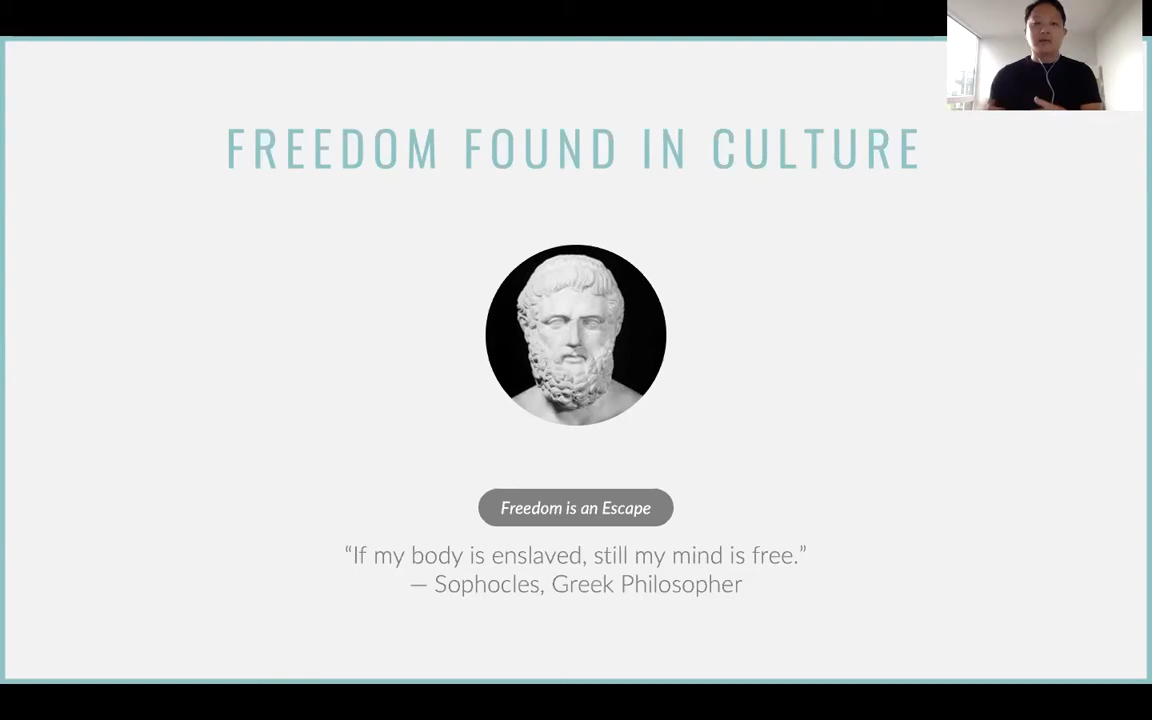 FREEDOM FOUND IN CULTURE
Freedom is an Escape
“If my body is enslaved, still my mind is free.”
— Sophocles, Greek Philosopher